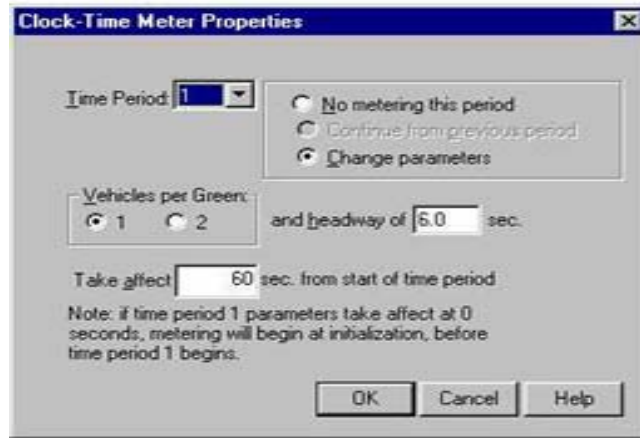 Clock-Time Meter Properties
Time Period: 1
No metering this period
Continue from previous period
Change parameters
Vehicles per Green:
1 2 and headway of 6.0 sec.
Take affect 60 sec. from start of time period
Note: if time period 1 parameters take affect at 0
seconds, metering will begin at initialization, before
time period 1 begins.
OK Cancel Help